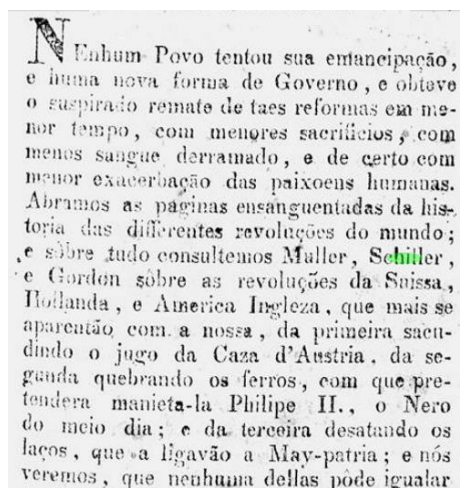 NEnhum Povo tentou sua emancipação,
e huma nova forma de Governo, e obteve
o suspirado remate de taes reformas em me-
nor tempo, com menores sacrificios, com
menos sangue derramado, e de certo com
menor exacerbação das paixoens humanas.
Abramos as paginas ensanguentadas da his-
toria das differentes revoluções do mundo;
e sôbre tudo consultemos Muller, Schiller,
e Gordon sôbre as revoluções da Suissa,
Hollanda, e America Ingleza, que mais se
aparentão com a nossa, da primeira sacu-
dindo o jugo da Caza d'Austria, da se-
gunda quebrando os ferros, com que pre-
tendera manieta-la Philipe II., o Nero
do meio dia; e da terceira desatando os
laços, que a ligavão a May-patria; e nós
veremos, que nenhuma dellas póde igualar